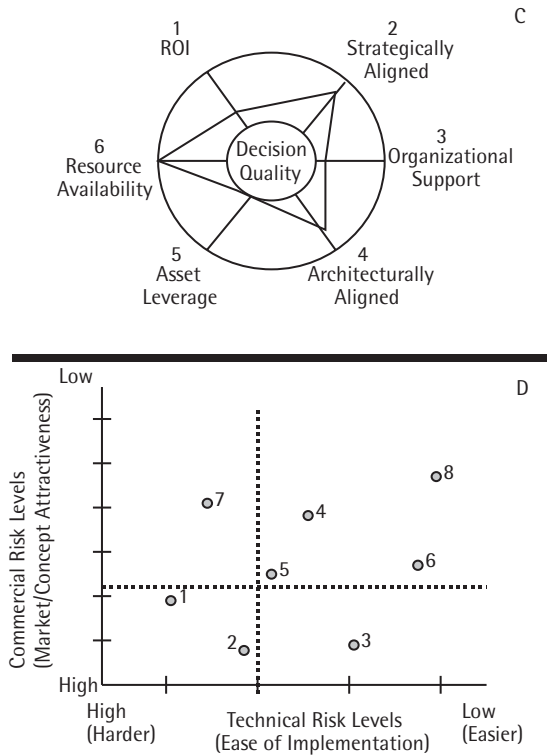 C
1
ROI
2
Strategically
Aligned
3
Organizational
Support
4
Architecturally
Aligned
5
Asset
Leverage
6
Resource
Availability
Decision
Quality
D
Low
Commercial Risk Levels
(Market/Concept Attractiveness)
High
1
2
3
4
5
6
7
8
High
(Harder)
Technical Risk Levels
(Ease of Implementation)
Low
(Easier)